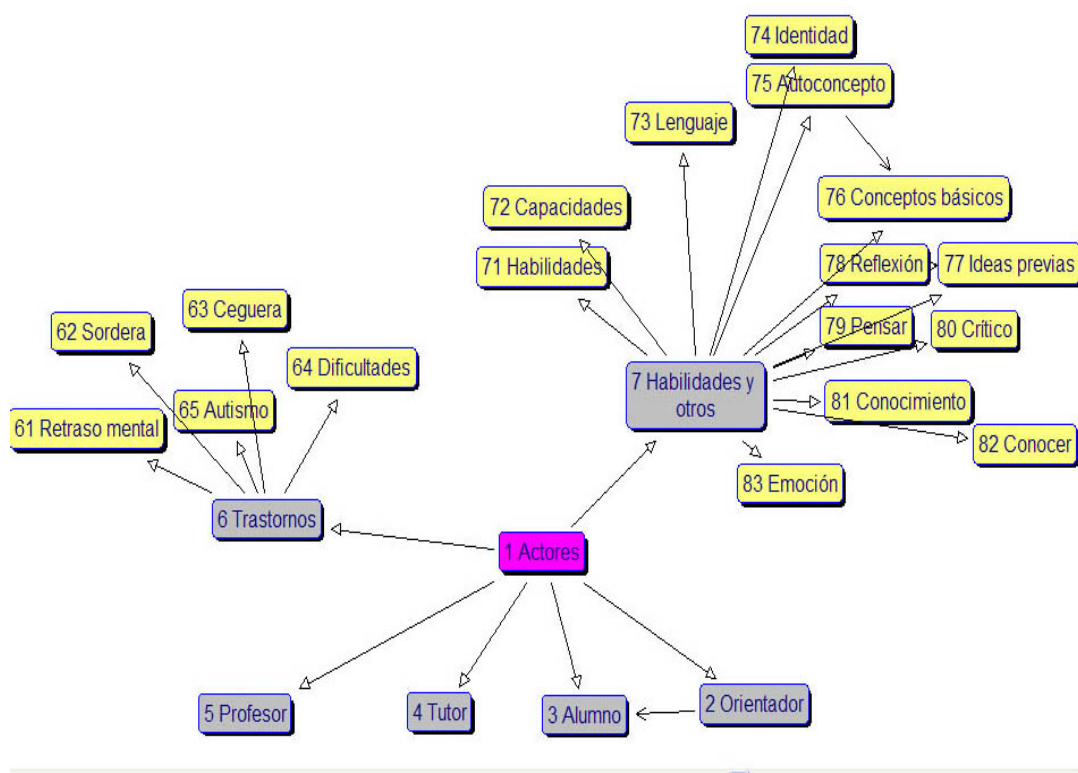 74 Identidad
75 Autoconcepto
73 Lenguaje
76 Conceptos básicos
72 Capacidades
71 Habilidades
78 Reflexión
77 Ideas previas
79 Pensar
80 Crítico
7 Habilidades y
otros
81 Conocimiento
82 Conocer
83 Emoción
63 Ceguera
62 Sordera
64 Dificultades
65 Autismo
61 Retraso mental
6 Trastornos
1 Actores
5 Profesor
4 Tutor
3 Alumno
2 Orientador